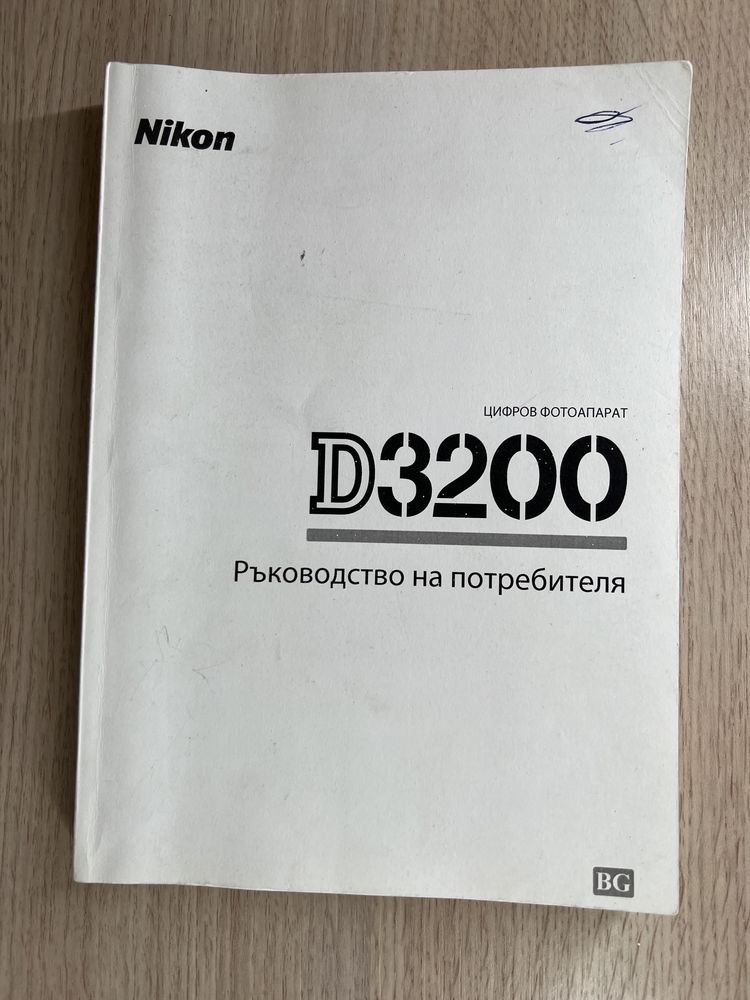 Nikon
ЦИФРОВ ФОТОАПАРАТ
D3200
Ръководство на потребителя
BG